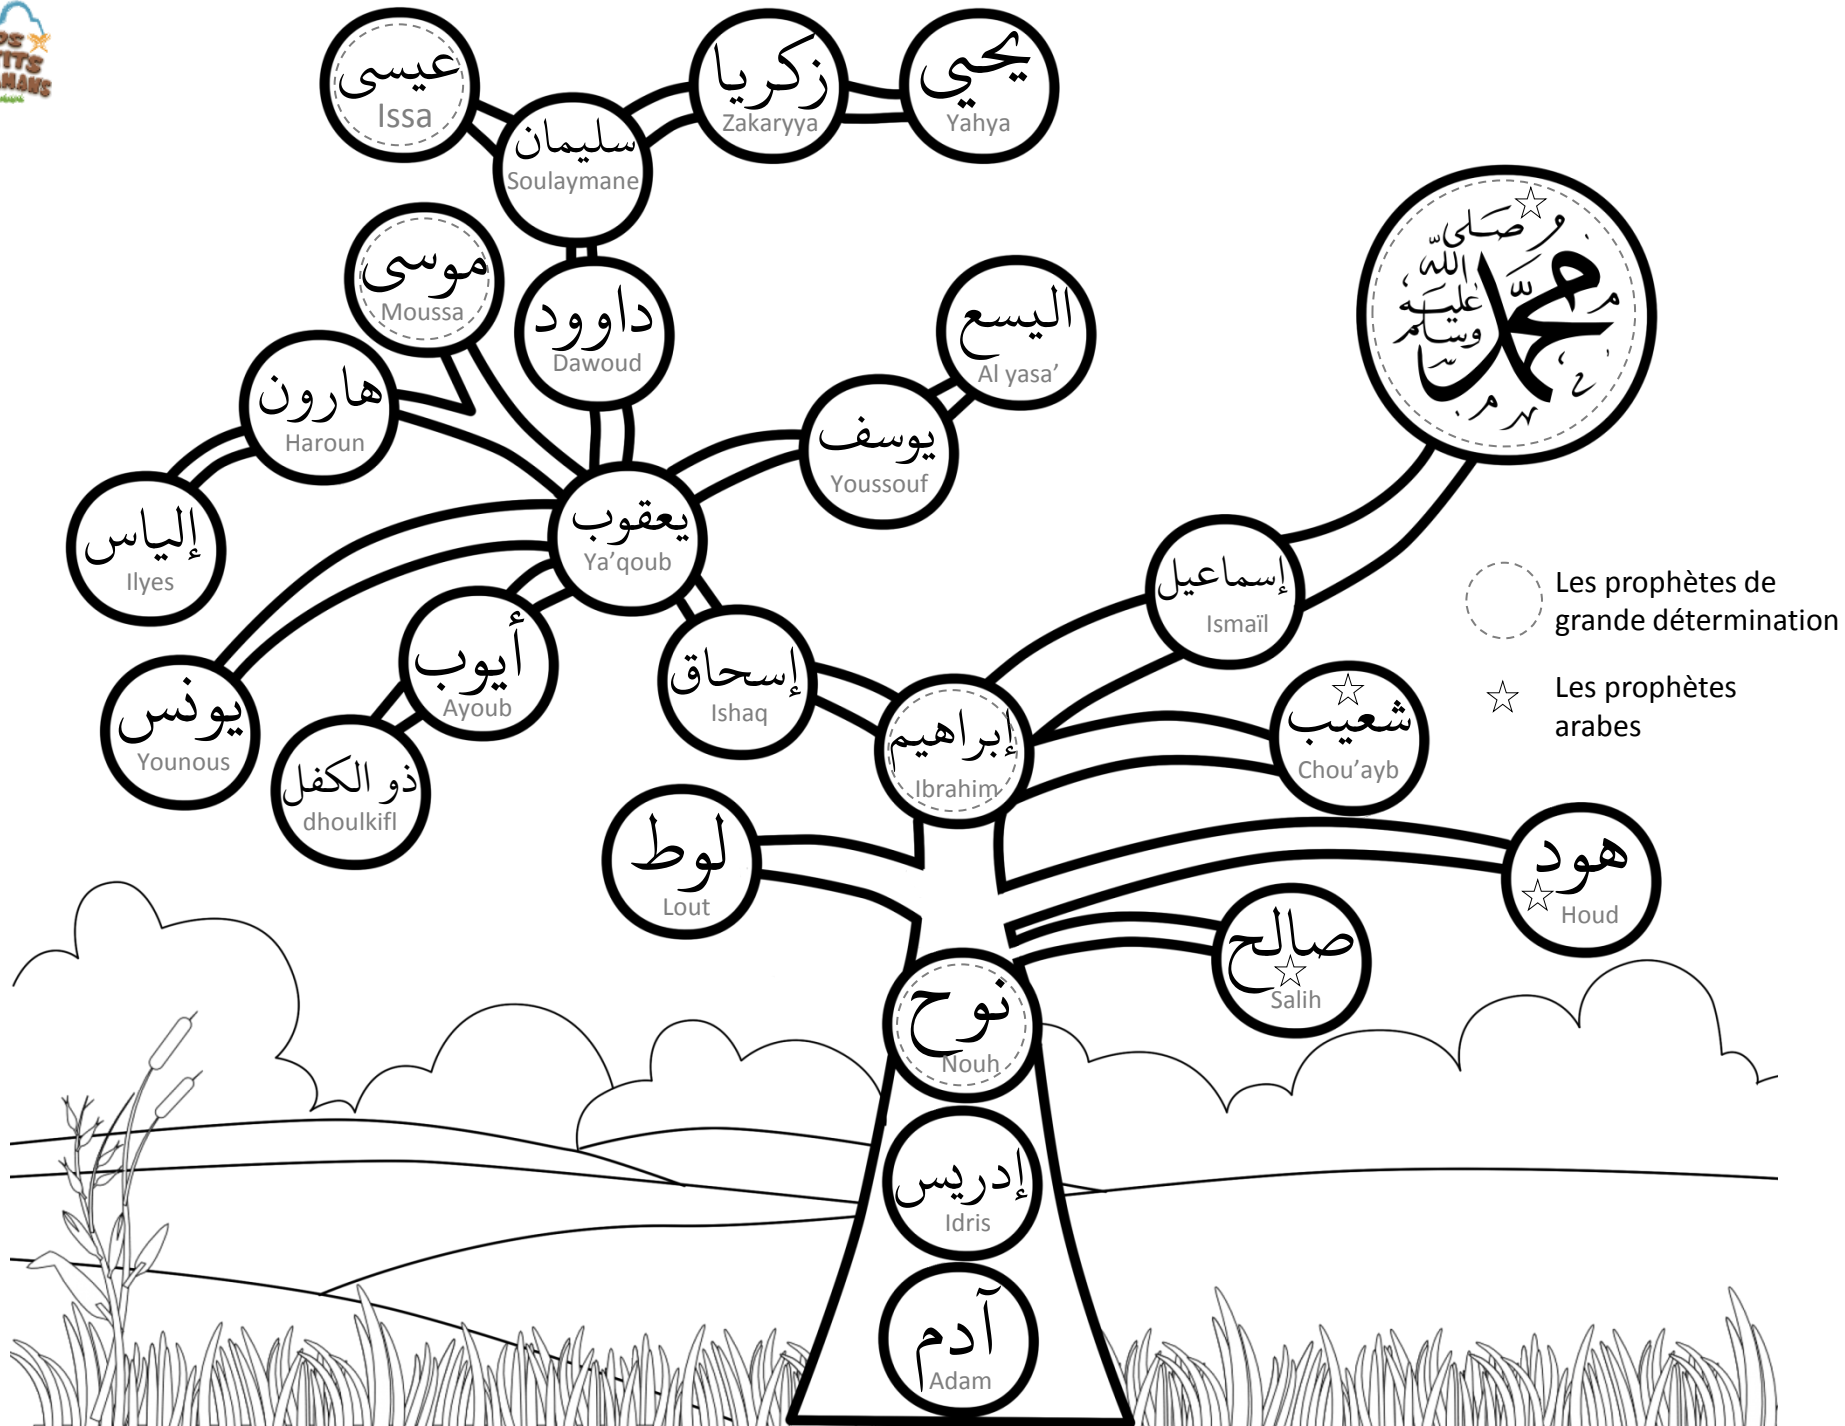 عيسى
Issa
زكريا
Zakaryya
يحيي
Yahya
سليمان
Soulaymane
موسى
Moussa
داوود
Dawoud
اليسع
Al yasa’
صلى
الله
عليه
وسلم
محمد
هارون
Haroun
يوسف
Youssouf
إلياس
Ilyes
يعقوب
Ya’qoub
إسماعيل
Ismaïl
Les prophètes de
grande détermination
أيوب
Ayoub
إسحاق
Ishaq
Les prophètes
arabes
يونس
Younous
إبراهيم
Ibrahim
شعيب
Chou’ayb
ذو الكفل
dhoulkifl
لوط
Lout
هود
Houd
صالح
Salih
نوح
Nouh
إدريس
Idris
آدم
Adam